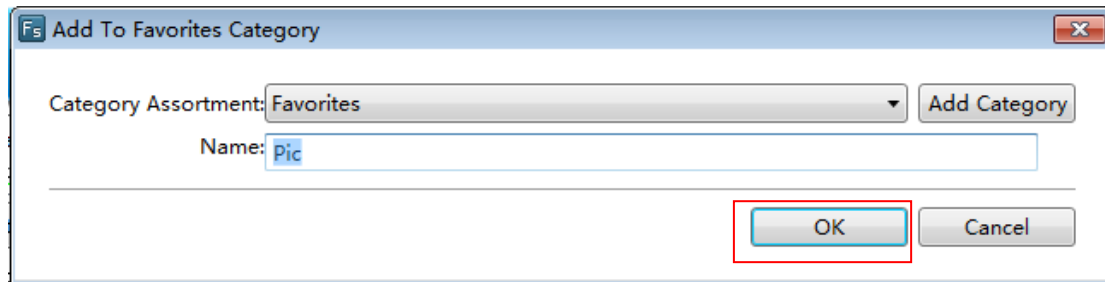 Fs Add To Favorites Category
Category Assortment: Favorites Add Category
Name: Pic
OK Cancel